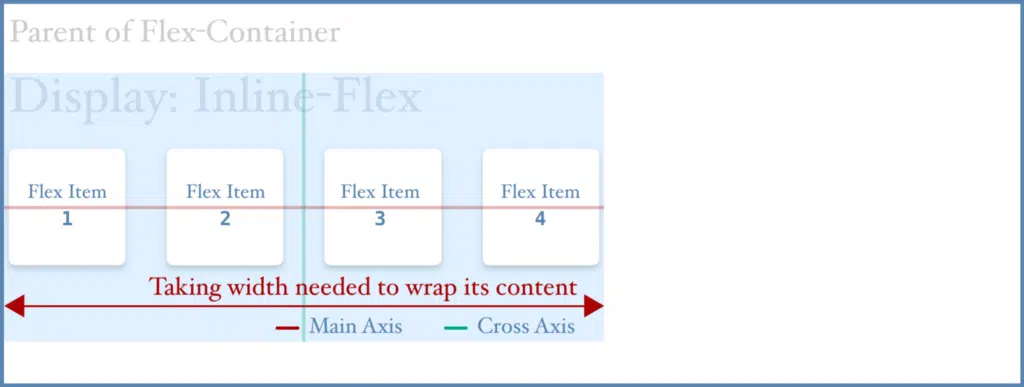 Parent of Flex-Container
Display: Inline-Flex
Flex Item
1
Flex Item
2
Flex Item
3
Flex Item
4
Taking width needed to wrap its content
Main Axis
Cross Axis